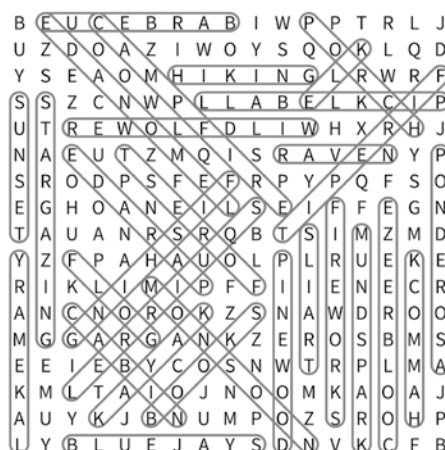 B E U C E B R A B I W P P T R L J
U Z D O A Z I W O Y S Q O K L Q D
Y S E A O M H I K I N G L R W R F
S S Z C N W P L L A B E L K C I P
U T R E W O L F D L I W H X R H J
N A E U T Z M Q I S R A V E N Y P
S R O D P S F E F R P Y P Q F S O
E G H O A N E I L S E I F F E G N
T A U A N R S R Q B T S I M Z M D
Y Z F P A H A U O L P L R U E K E
R I K L I M I P F F I I E N E C R
A N C N O R O K Z S N A W D R O O
M G G A R G A N K Z E R O S B M S
E E I E B Y C O S N W T R P L M A
K M L T A I O J N O O M K A O A J
A U Y K J B N U M P O Z S R O H P
L Y B L U E J A Y S D N V K C F B